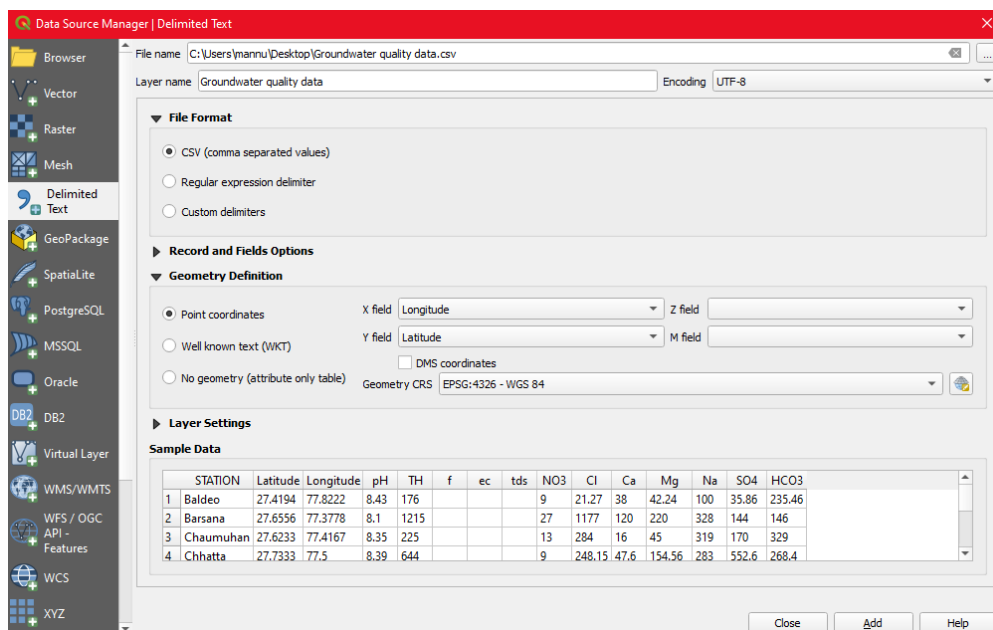 Data Source Manager | Delimited Text
Browser
Vector
Raster
Mesh
Delimited
Text
GeoPackage
SpatiaLite
PostgreSQL
MSSQL
Oracle
DB2
DB2
Virtual Layer
WMS/WMTS
WFS / OGC
API -
Features
WCS
XYZ
File name C:\Users\mannu\Desktop\Groundwater quality data.csv ...
Layer name Groundwater quality data Encoding UTF-8
File Format
CSV (comma separated values)
Regular expression delimiter
Custom delimiters
Record and Fields Options
Geometry Definition
Point coordinates X field Longitude Z field
Well known text (WKT) Y field Latitude M field
DMS coordinates
No geometry (attribute only table) Geometry CRS EPSG:4326 - WGS 84
Layer Settings
Sample Data
STATION Latitude Longitude pH TH f ec tds NO3 Cl Ca Mg Na SO4 HCO3
1 Baldeo 27.4194 77.8222 8.43 176 9 21.27 38 42.24 100 35.86 235.46
2 Barsana 27.6556 77.3778 8.1 1215 27 1177 120 220 328 144 146
3 Chaumuhan 27.6233 77.4167 8.35 225 13 284 16 45 319 170 329
4 Chhatta 27.7333 77.5 8.39 644 9 248.15 47.6 154.56 283 552.6 268.4
Close Add Help